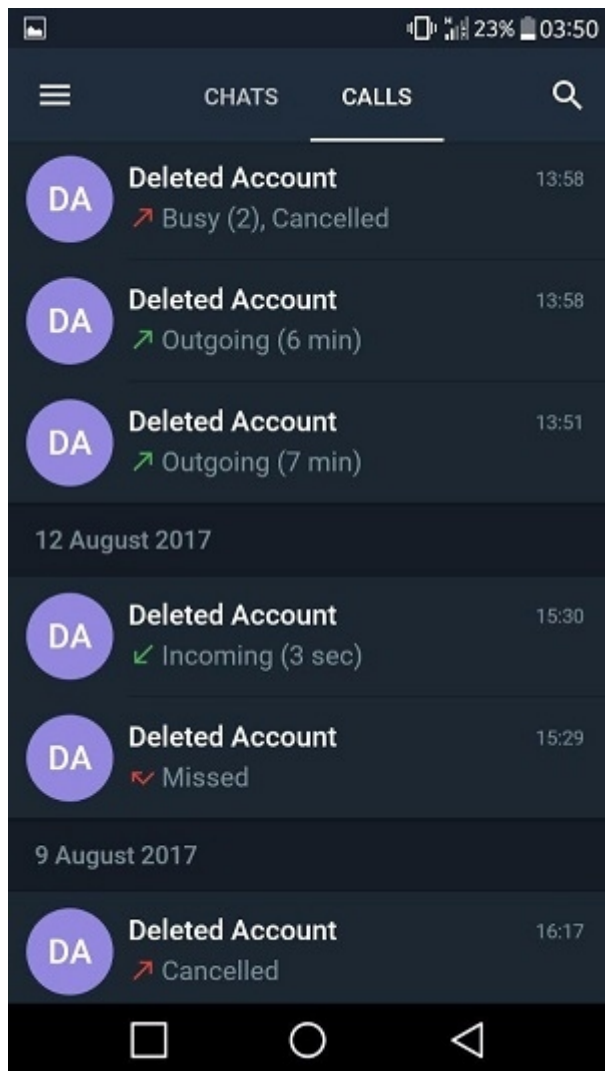 23% 03:50
CHATS CALLS
DA Deleted Account 13:58
Busy (2), Cancelled
DA Deleted Account 13:58
Outgoing (6 min)
DA Deleted Account 13:51
Outgoing (7 min)
12 August 2017
DA Deleted Account 15:30
Incoming (3 sec)
DA Deleted Account 15:29
Missed
9 August 2017
DA Deleted Account 16:17
Cancelled